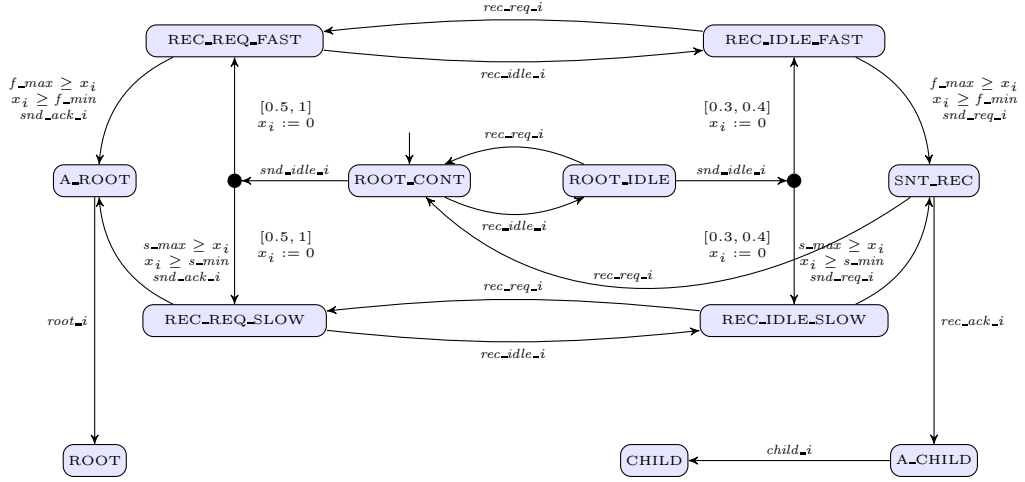 rec_req_i
REC_REQ_FAST
REC_IDLE_FAST
rec_idle_i
f_max ≥ x_i
x_i ≥ f_min
snd_ack_i
[0.5, 1]
x_i := 0
[0.3, 0.4]
x_i := 0
f_max ≥ x_i
x_i ≥ f_min
snd_req_i
rec_req_i
A_ROOT
snd_idle_i
ROOT_CONT
ROOT_IDLE
snd_idle_i
SNT_REC
rec_idle_i
s_max ≥ x_i
x_i ≥ s_min
snd_ack_i
[0.5, 1]
x_i := 0
[0.3, 0.4]
x_i := 0
s_max ≥ x_i
x_i ≥ s_min
snd_req_i
rec_req_i
rec_req_i
root_i
REC_REQ_SLOW
REC_IDLE_SLOW
rec_ack_i
rec_idle_i
ROOT
CHILD
child_i
A_CHILD